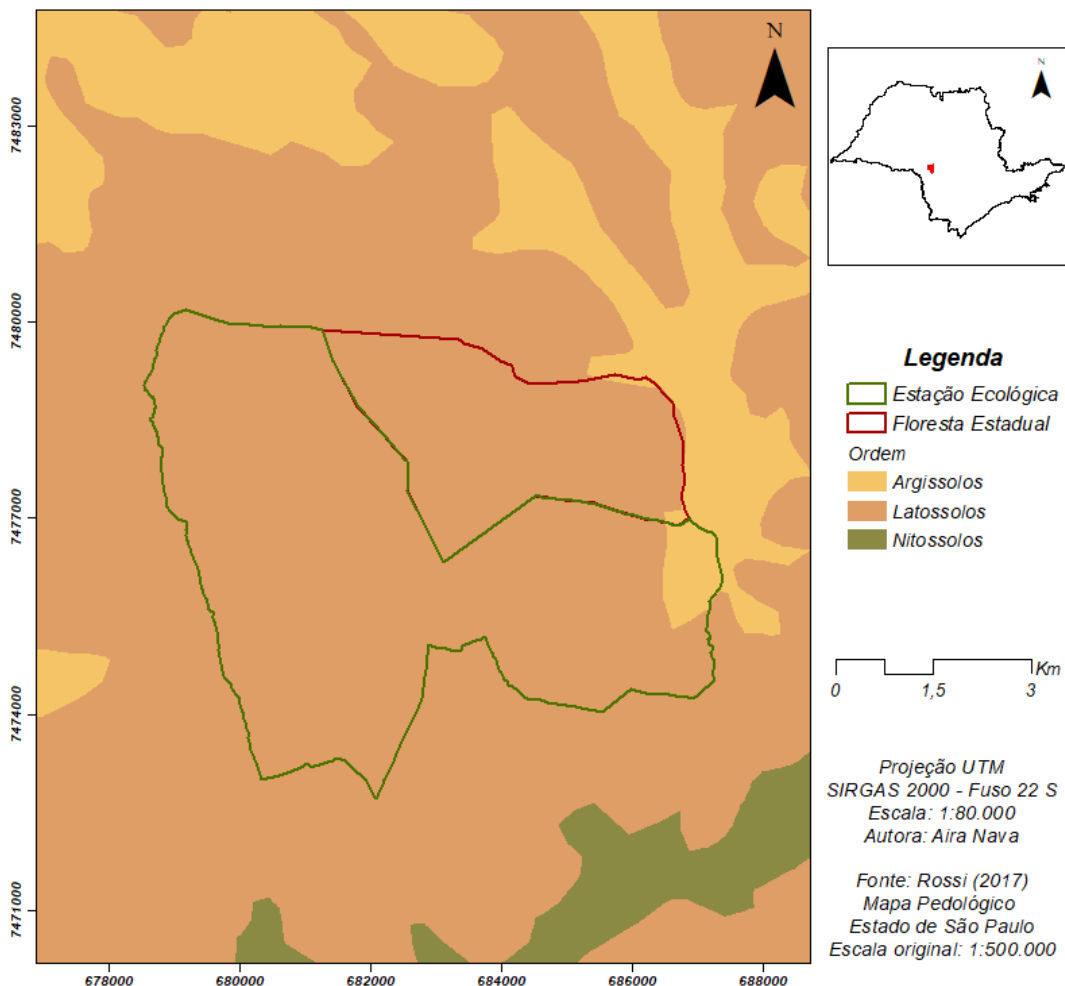 N
N
7483000
7480000
7477000
7474000
7471000
678000
680000
682000
684000
686000
688000
Legenda
Estação Ecológica
Floresta Estadual
Ordem
Argissolos
Latossolos
Nitossolos
Km
0
1,5
3
Projeção UTM
SIRGAS 2000 - Fuso 22 S
Escala: 1:80.000
Autora: Aira Nava
Fonte: Rossi (2017)
Mapa Pedológico
Estado de São Paulo
Escala original: 1:500.000